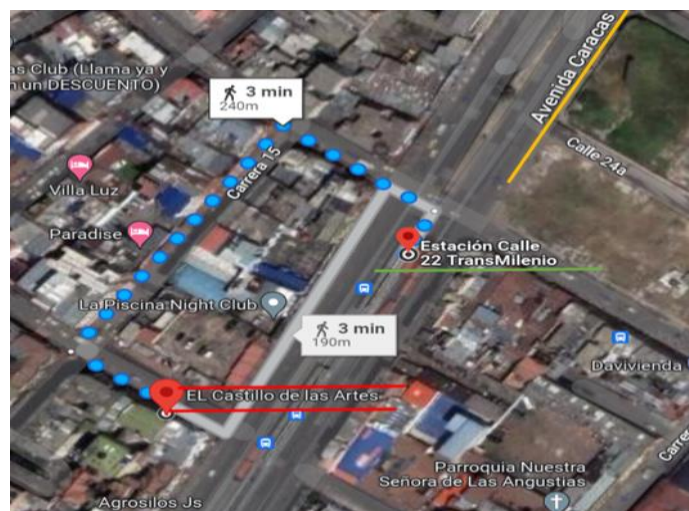 as Club (Llama ya y
n un DESCUENTO)
3 min
240m
Avenida Caracas
Calle 24a
Villa Luz
Carrera 15
Paradise
Estación Calle
22 TransMilenio
La Piscina Night Club
3 min
190m
Davivienda
EL Castillo de las Artes
Carre
Parroquia Nuestra
Señora de Las Angustias
Agrosilos Js